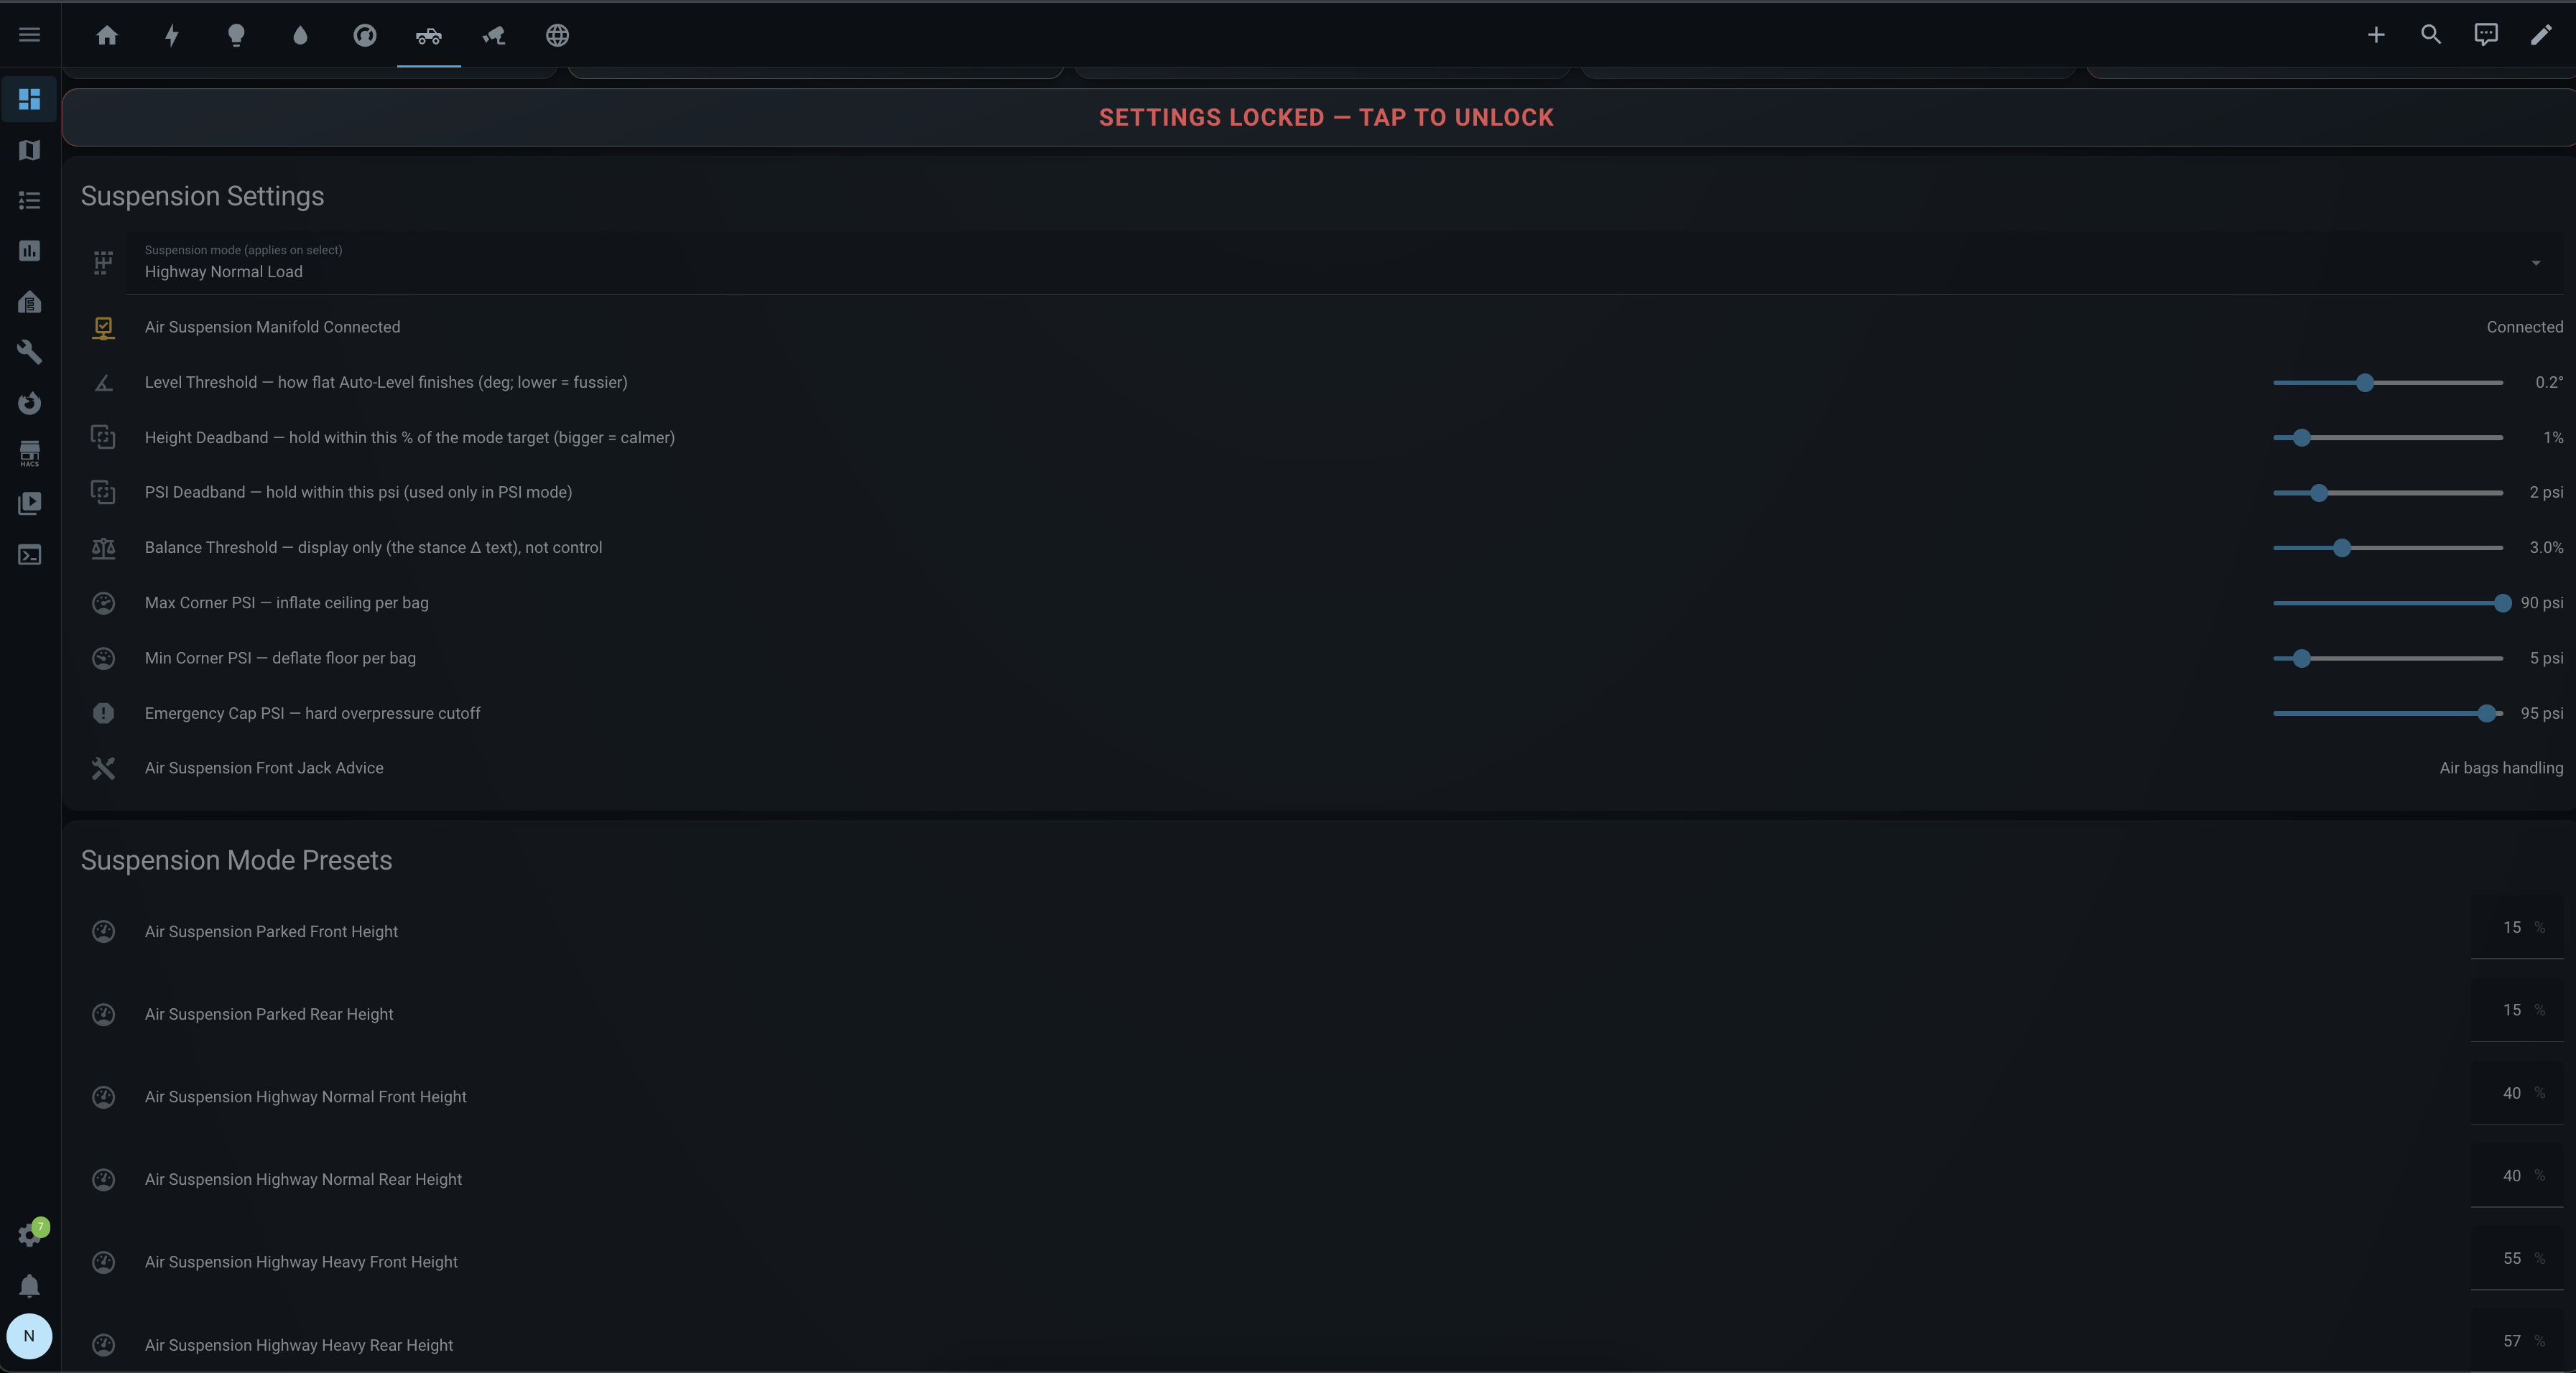 SETTINGS LOCKED — TAP TO UNLOCK
Suspension Settings
Suspension mode (applies on select)
Highway Normal Load
Air Suspension Manifold Connected
Connected
Level Threshold — how flat Auto-Level finishes (deg; lower = fussier)
0.2°
Height Deadband — hold within this % of the mode target (bigger = calmer)
1%
PSI Deadband — hold within this psi (used only in PSI mode)
2 psi
Balance Threshold — display only (the stance Δ text), not control
3.0%
Max Corner PSI — inflate ceiling per bag
90 psi
Min Corner PSI — deflate floor per bag
5 psi
Emergency Cap PSI — hard overpressure cutoff
95 psi
Air Suspension Front Jack Advice
Air bags handling
Suspension Mode Presets
Air Suspension Parked Front Height
15 %
Air Suspension Parked Rear Height
15 %
Air Suspension Highway Normal Front Height
40 %
Air Suspension Highway Normal Rear Height
40 %
Air Suspension Highway Heavy Front Height
55 %
Air Suspension Highway Heavy Rear Height
57 %
HACS
7
N